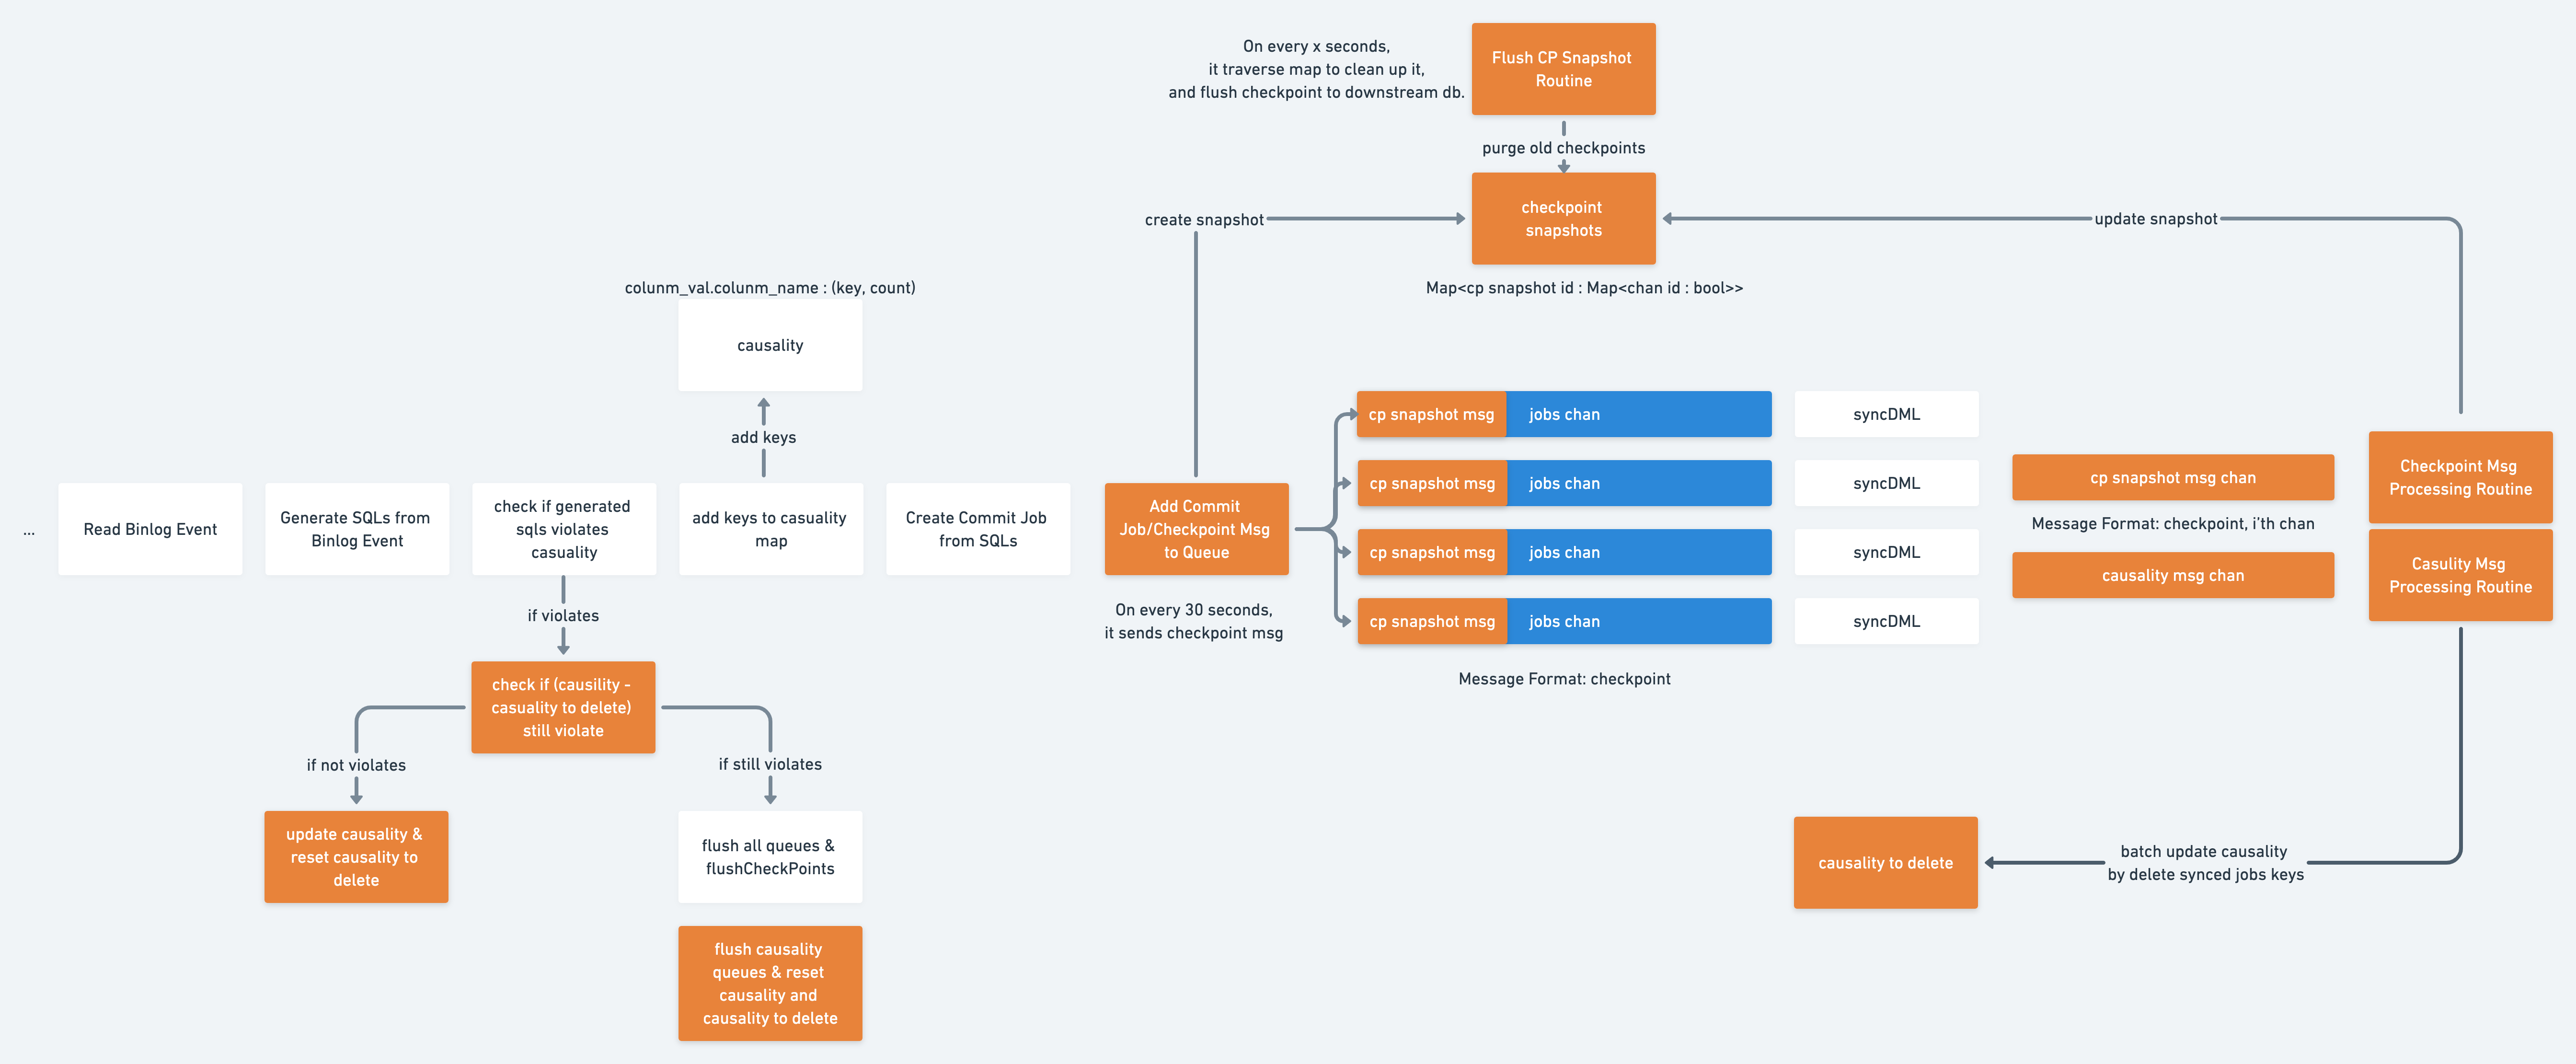 On every x seconds,
it traverse map to clean up it,
and flush checkpoint to downstream db.
Flush CP Snapshot
Routine
purge old checkpoints
create snapshot
checkpoint
snapshots
update snapshot
Map<cp snapshot id : Map<chan id : bool>>
colunm_val.colunm_name : (key, count)
causality
add keys
...
Read Binlog Event
Generate SQLs from
Binlog Event
check if generated
sqls violates
casuality
add keys to casuality
map
Create Commit Job
from SQLs
Add Commit
Job/Checkpoint Msg
to Queue
On every 30 seconds,
it sends checkpoint msg
cp snapshot msg
jobs chan
syncDML
cp snapshot msg
jobs chan
syncDML
cp snapshot msg
jobs chan
syncDML
cp snapshot msg
jobs chan
syncDML
Message Format: checkpoint
cp snapshot msg chan
Message Format: checkpoint, i'th chan
causality msg chan
Checkpoint Msg
Processing Routine
Casulity Msg
Processing Routine
if violates
check if (causility -
casuality to delete)
still violate
if not violates
if still violates
update causality &
reset causality to
delete
flush all queues &
flushCheckPoints
flush causality
queues & reset
causality and
causality to delete
causality to delete
batch update causality
by delete synced jobs keys